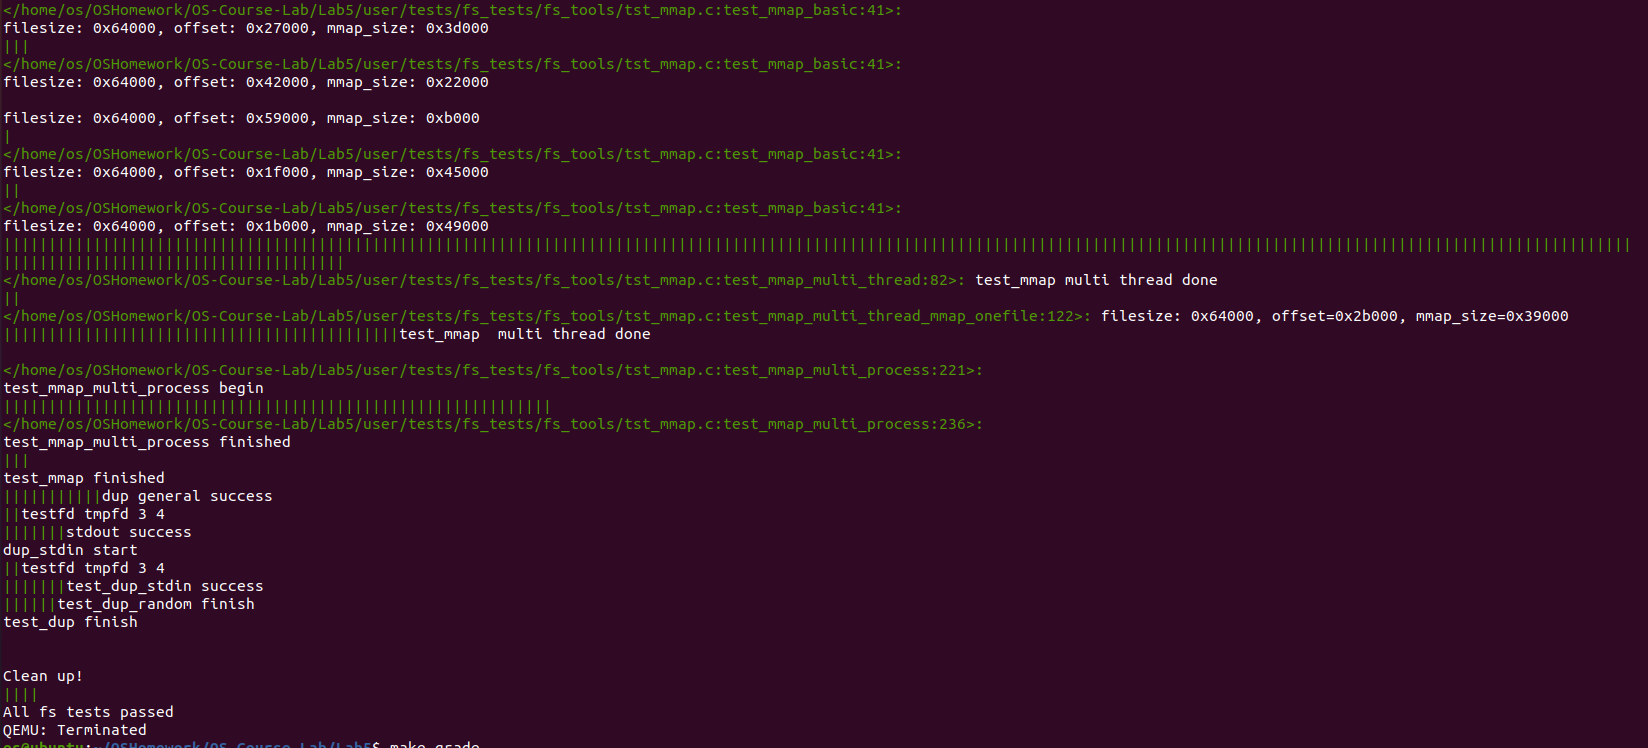 </home/os/OSHomework/OS-Course-Lab/Lab5/user/tests/fs_tests/fs_tools/tst_mmap.c:test_mmap_basic:41>:
filesize: 0x64000, offset: 0x27000, mmap_size: 0x3d000
|||
</home/os/OSHomework/OS-Course-Lab/Lab5/user/tests/fs_tests/fs_tools/tst_mmap.c:test_mmap_basic:41>:
filesize: 0x64000, offset: 0x42000, mmap_size: 0x22000
filesize: 0x64000, offset: 0x59000, mmap_size: 0xb000
|
</home/os/OSHomework/OS-Course-Lab/Lab5/user/tests/fs_tests/fs_tools/tst_mmap.c:test_mmap_basic:41>:
filesize: 0x64000, offset: 0x1f000, mmap_size: 0x45000
||
</home/os/OSHomework/OS-Course-Lab/Lab5/user/tests/fs_tests/fs_tools/tst_mmap.c:test_mmap_basic:41>:
filesize: 0x64000, offset: 0x1b000, mmap_size: 0x49000
|||||||||||||||||||||||||||||||||||||||||||||||||||||||||||||||||||||||||||||||||||||||||||||||||||||||||||||||||||||||||||||||||||||||||||||||||||||||||||||||||||||||||||||||||||||
||||||||||||||||||||||||||||||||||||||
</home/os/OSHomework/OS-Course-Lab/Lab5/user/tests/fs_tests/fs_tools/tst_mmap.c:test_mmap_multi_thread:82>: test_mmap multi thread done
||
</home/os/OSHomework/OS-Course-Lab/Lab5/user/tests/fs_tests/fs_tools/tst_mmap.c:test_mmap_multi_thread_mmap_onefile:122>: filesize: 0x64000, offset=0x2b000, mmap_size=0x39000
||||||||||||||||||||||||||||||||||||||||||||test_mmap  multi thread done
</home/os/OSHomework/OS-Course-Lab/Lab5/user/tests/fs_tests/fs_tools/tst_mmap.c:test_mmap_multi_process:221>:
test_mmap_multi_process begin
|||||||||||||||||||||||||||||||||||||||||||||||||||||||||||||
</home/os/OSHomework/OS-Course-Lab/Lab5/user/tests/fs_tests/fs_tools/tst_mmap.c:test_mmap_multi_process:236>:
test_mmap_multi_process finished
|||
test_mmap finished
|||||||||||dup general success
||testfd tmpfd 3 4
|||||||stdout success
dup_stdin start
||testfd tmpfd 3 4
|||||||test_dup_stdin success
||||||test_dup_random finish
test_dup finish
Clean up!
||||
All fs tests passed
QEMU: Terminated
os@ubuntu:~/OSHomework/OS-Course-Lab/Lab5$ make grade